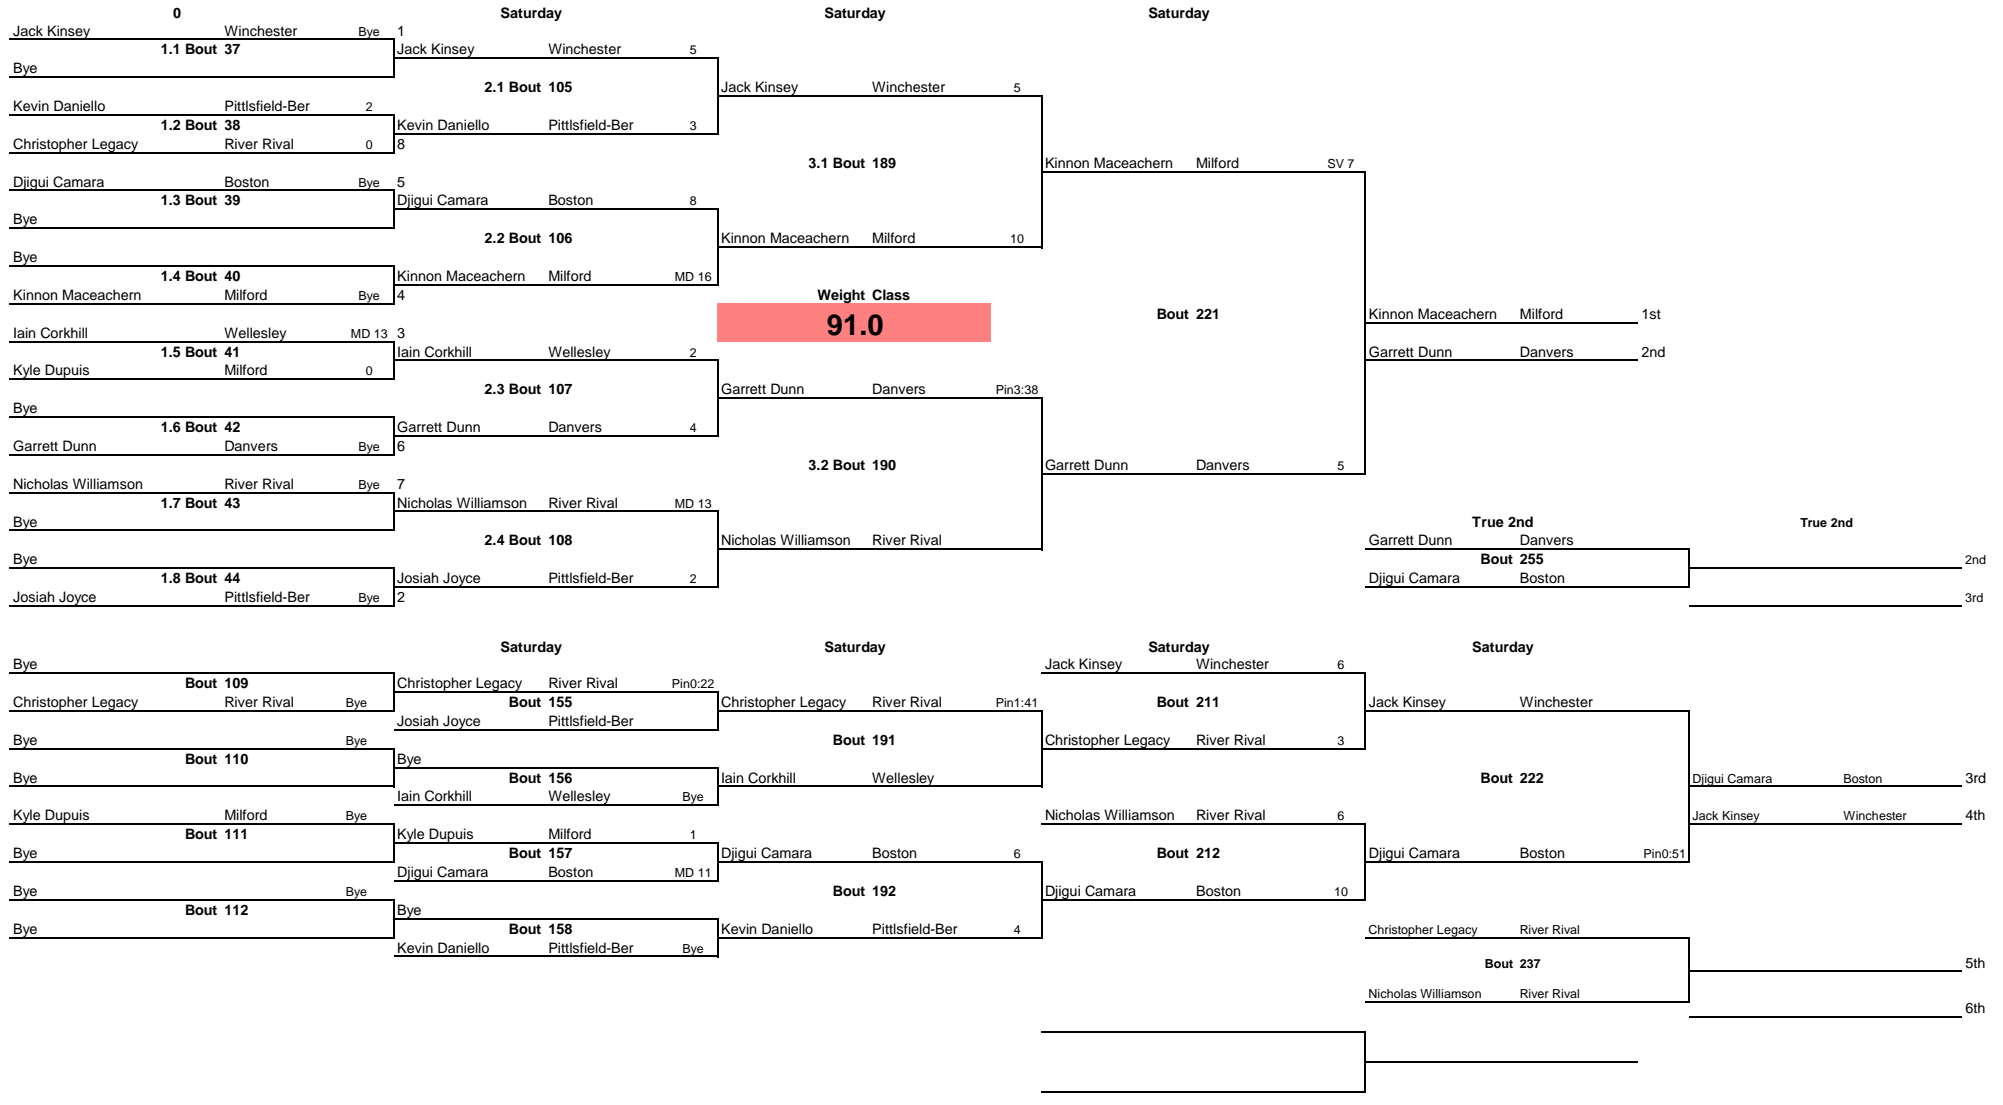 0 Saturday Saturday Saturday
Jack Kinsey Winchester Bye 1
1.1 Bout 37 Jack Kinsey Winchester 5
Bye
2.1 Bout 105 Jack Kinsey Winchester 5
Kevin Daniello Pittlsfield-Ber 2
1.2 Bout 38 Kevin Daniello Pittlsfield-Ber 3
Christopher Legacy River Rival 0 8
3.1 Bout 189 Kinnon Maceachern Milford SV 7
Djigui Camara Boston Bye 5
1.3 Bout 39 Djigui Camara Boston 8
Bye
2.2 Bout 106 Kinnon Maceachern Milford 10
Bye
1.4 Bout 40 Kinnon Maceachern Milford MD 16
Kinnon Maceachern Milford Bye 4 Weight Class
91.0 Bout 221 Kinnon Maceachern Milford 1st
Iain Corkhill Wellesley MD 13 3
1.5 Bout 41 Iain Corkhill Wellesley 2 Garrett Dunn Danvers 2nd
Kyle Dupuis Milford 0
2.3 Bout 107 Garrett Dunn Danvers Pin3:38
Bye
1.6 Bout 42 Garrett Dunn Danvers 4
Garrett Dunn Danvers Bye 6
3.2 Bout 190 Garrett Dunn Danvers 5
Nicholas Williamson River Rival Bye 7
1.7 Bout 43 Nicholas Williamson River Rival MD 13
Bye True 2nd True 2nd
2.4 Bout 108 Nicholas Williamson River Rival Garrett Dunn Danvers
Bye Bout 255 2nd
1.8 Bout 44 Josiah Joyce Pittlsfield-Ber 2 Djigui Camara Boston
Josiah Joyce Pittlsfield-Ber Bye 2 3rd
Saturday Saturday Saturday Saturday
Bye Jack Kinsey Winchester 6
Bout 109 Christopher Legacy River Rival Pin0:22
Christopher Legacy River Rival Bye Bout 155 Christopher Legacy River Rival Pin1:41 Bout 211 Jack Kinsey Winchester
Josiah Joyce Pittlsfield-Ber
Bye Bye Bout 191 Christopher Legacy River Rival 3
Bout 110 Bye
Bye Bout 156 Iain Corkhill Wellesley Bout 222 Djigui Camara Boston 3rd
Iain Corkhill Wellesley Bye
Kyle Dupuis Milford Bye Nicholas Williamson River Rival 6 Jack Kinsey Winchester 4th
Bout 111 Kyle Dupuis Milford 1
Bye Bout 157 Djigui Camara Boston 6 Bout 212 Djigui Camara Boston Pin0:51
Djigui Camara Boston MD 11
Bye Bye Bout 192 Djigui Camara Boston 10
Bout 112 Bye
Bye Bout 158 Kevin Daniello Pittlsfield-Ber 4 Christopher Legacy River Rival
Kevin Daniello Pittlsfield-Ber Bye
Bout 237 5th
Nicholas Williamson River Rival
6th